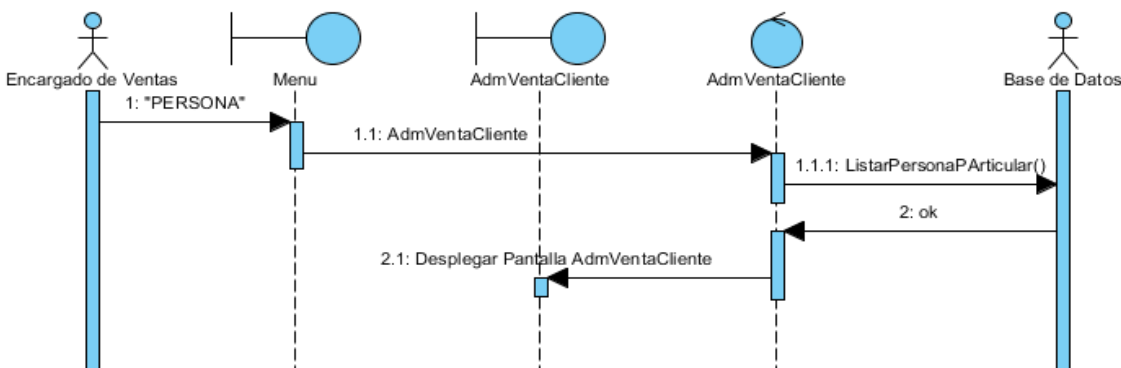 Encargado de Ventas
Menu
AdmVentaCliente
AdmVentaCliente
Base de Datos
1: "PERSONA"
1.1: AdmVentaCliente
1.1.1: ListarPersonaPArticular()
2: ok
2.1: Desplegar Pantalla AdmVentaCliente